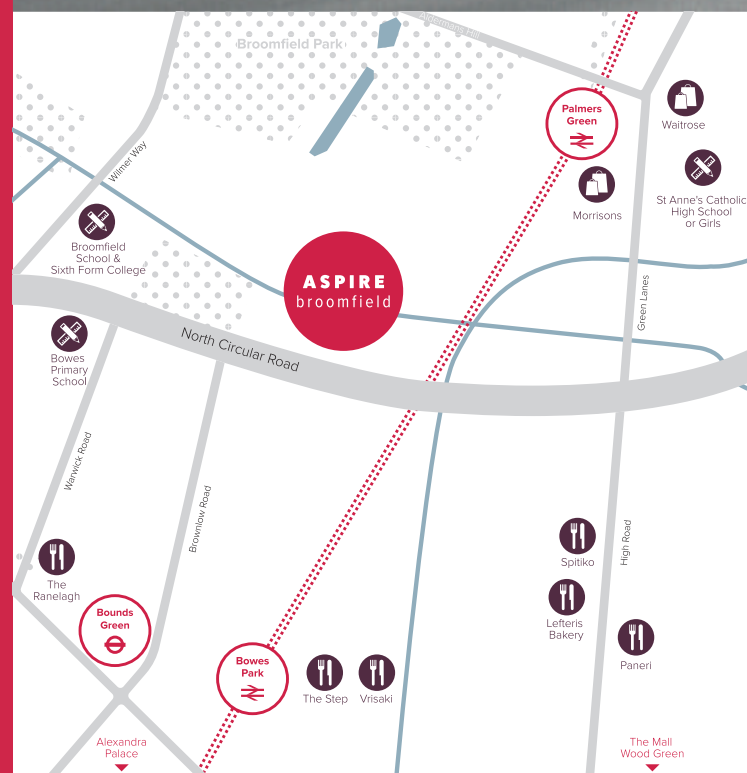 Alderman's Hill
Broomfield Park
Palmers
Green
Waitrose
Wilmer Way
St Anne's Catholic
High School
or Girls
Morrisons
Broomfield
School &
Sixth Form College
ASPIRE
broomfield
Green Lanes
North Circular Road
Bowes
Primary
School
Warwick Road
Brownlow Road
High Road
Spitiko
The
Ranelagh
Bounds
Green
Lefteris
Bakery
Paneri
Bowes
Park
The Step
Vrisaki
Alexandra
Palace
The Mall
Wood Green